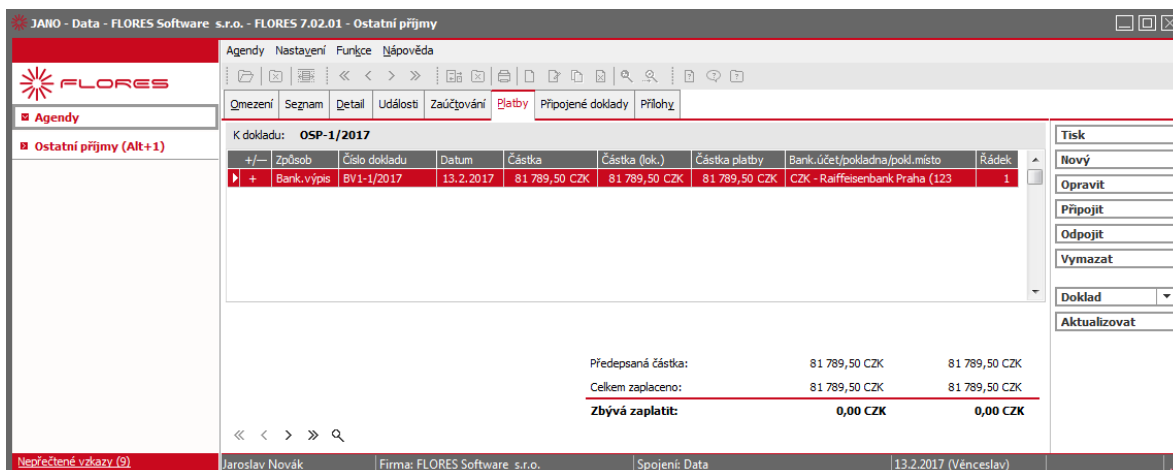 JANO - Data - FLORES Software s.r.o. - FLORES 7.02.01 - Ostatní příjmy
FLORES
Agendy
Ostatní příjmy (Alt+1)
Agendy Nastavení Funkce Nápověda
Omezení Seznam Detail Události Zaúčtování Platby Připojené doklady Přílohy
K dokladu: OSP-1/2017
+/— Způsob Číslo dokladu Datum Částka Částka (lok.) Částka platby Bank.účet/pokladna/pokl.místo Řádek
+ Bank.výpis BV1-1/2017 13.2.2017 81 789,50 CZK 81 789,50 CZK 81 789,50 CZK CZK - Raiffeisenbank Praha (123 1
Předepsaná částka: 81 789,50 CZK 81 789,50 CZK
Celkem zaplaceno: 81 789,50 CZK 81 789,50 CZK
Zbývá zaplatit: 0,00 CZK 0,00 CZK
Tisk
Nový
Opravit
Připojit
Odpojit
Vymazat
Doklad
Aktualizovat
Nepřečtené vzkazy (9) Jaroslav Novák Firma: FLORES Software s.r.o. Spojení: Data 13.2.2017 (Věnceslav)